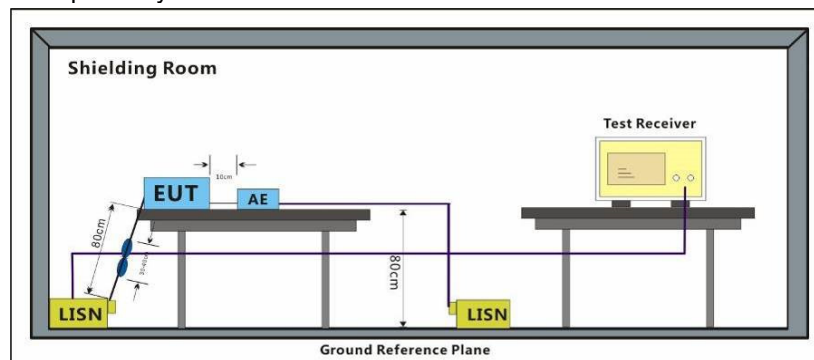 Shielding Room
Test Receiver
10cm
EUT
AE
80cm
80cm
LISN
LISN
Ground Reference Plane